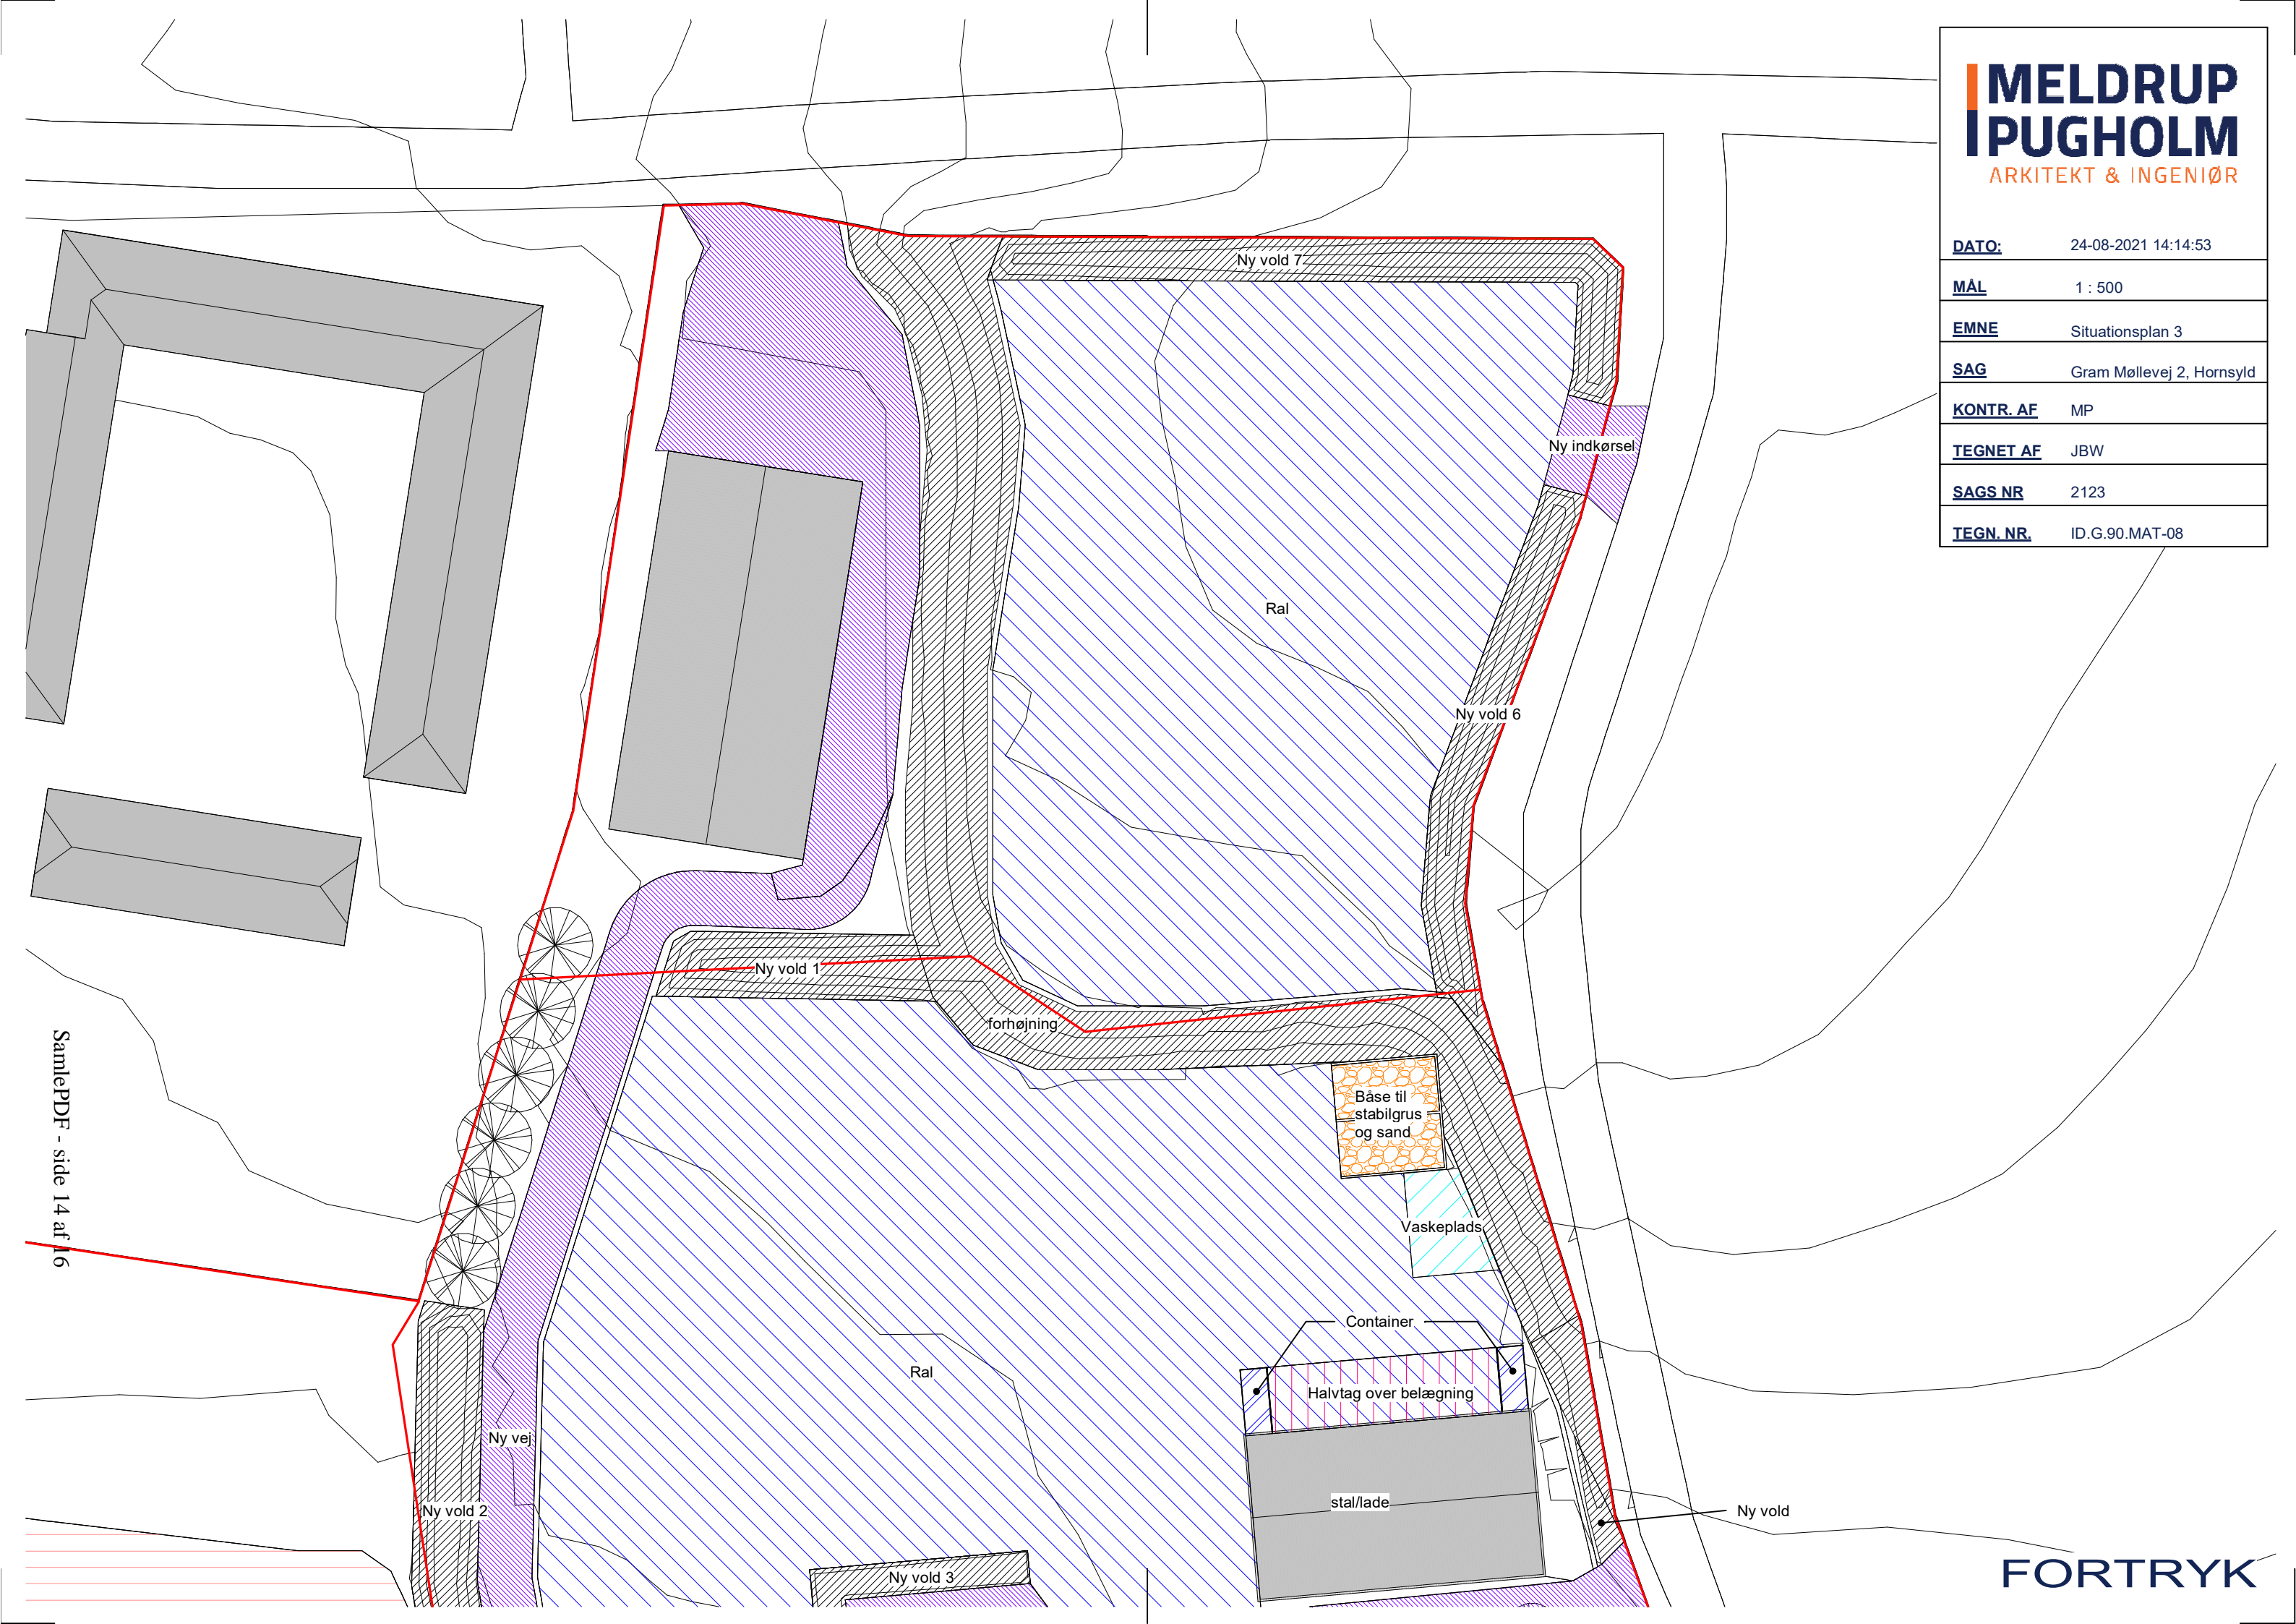 MELDRUP
PUGHOLM
ARKITEKT & INGENIØR
DATO: 24-08-2021 14:14:53
MÅL 1 : 500
EMNE Situationsplan 3
SAG Gram Møllevej 2, Hornsyld
KONTR. AF MP
TEGNET AF JBW
SAGS NR 2123
TEGN. NR. ID.G.90.MAT-08
Ny vold 7
Ny indkørsel
Ral
Ny vold 6
Ny vold 1
forhøjning
Båse til
stabilgrus
og sand
Vaskeplads
Container
Halvtag over belægning
Ral
Ny vej
Ny vold 2
stal/lade
Ny vold
Ny vold 3
SamlePDF - side 14 af 16
FORTRYK